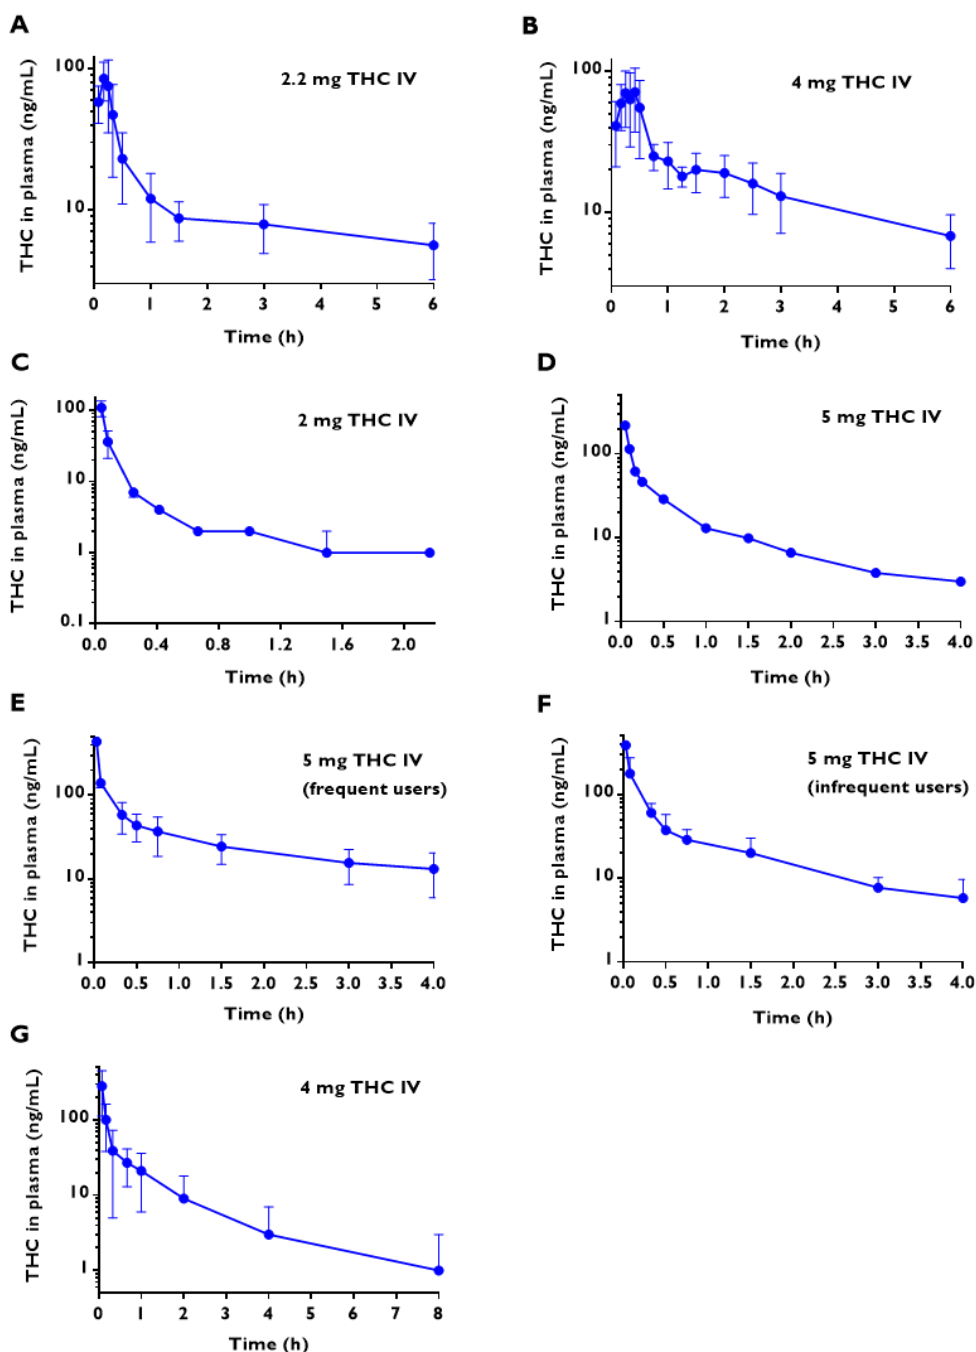 A
THC in plasma (ng/mL)
2.2 mg THC IV
100
10
0 1 2 3 4 5 6
Time (h)
B
THC in plasma (ng/mL)
4 mg THC IV
100
10
0 1 2 3 4 5 6
Time (h)
C
THC in plasma (ng/mL)
2 mg THC IV
100
10
1
0.1
0.0 0.4 0.8 1.2 1.6 2.0
Time (h)
D
THC in plasma (ng/mL)
5 mg THC IV
100
10
1
0.0 0.5 1.0 1.5 2.0 2.5 3.0 3.5 4.0
Time (h)
E
THC in plasma (ng/mL)
5 mg THC IV
(frequent users)
100
10
1
0.0 0.5 1.0 1.5 2.0 2.5 3.0 3.5 4.0
Time (h)
F
THC in plasma (ng/mL)
5 mg THC IV
(infrequent users)
100
10
1
0.0 0.5 1.0 1.5 2.0 2.5 3.0 3.5 4.0
Time (h)
G
THC in plasma (ng/mL)
4 mg THC IV
100
10
1
0 1 2 3 4 5 6 7 8
Time (h)